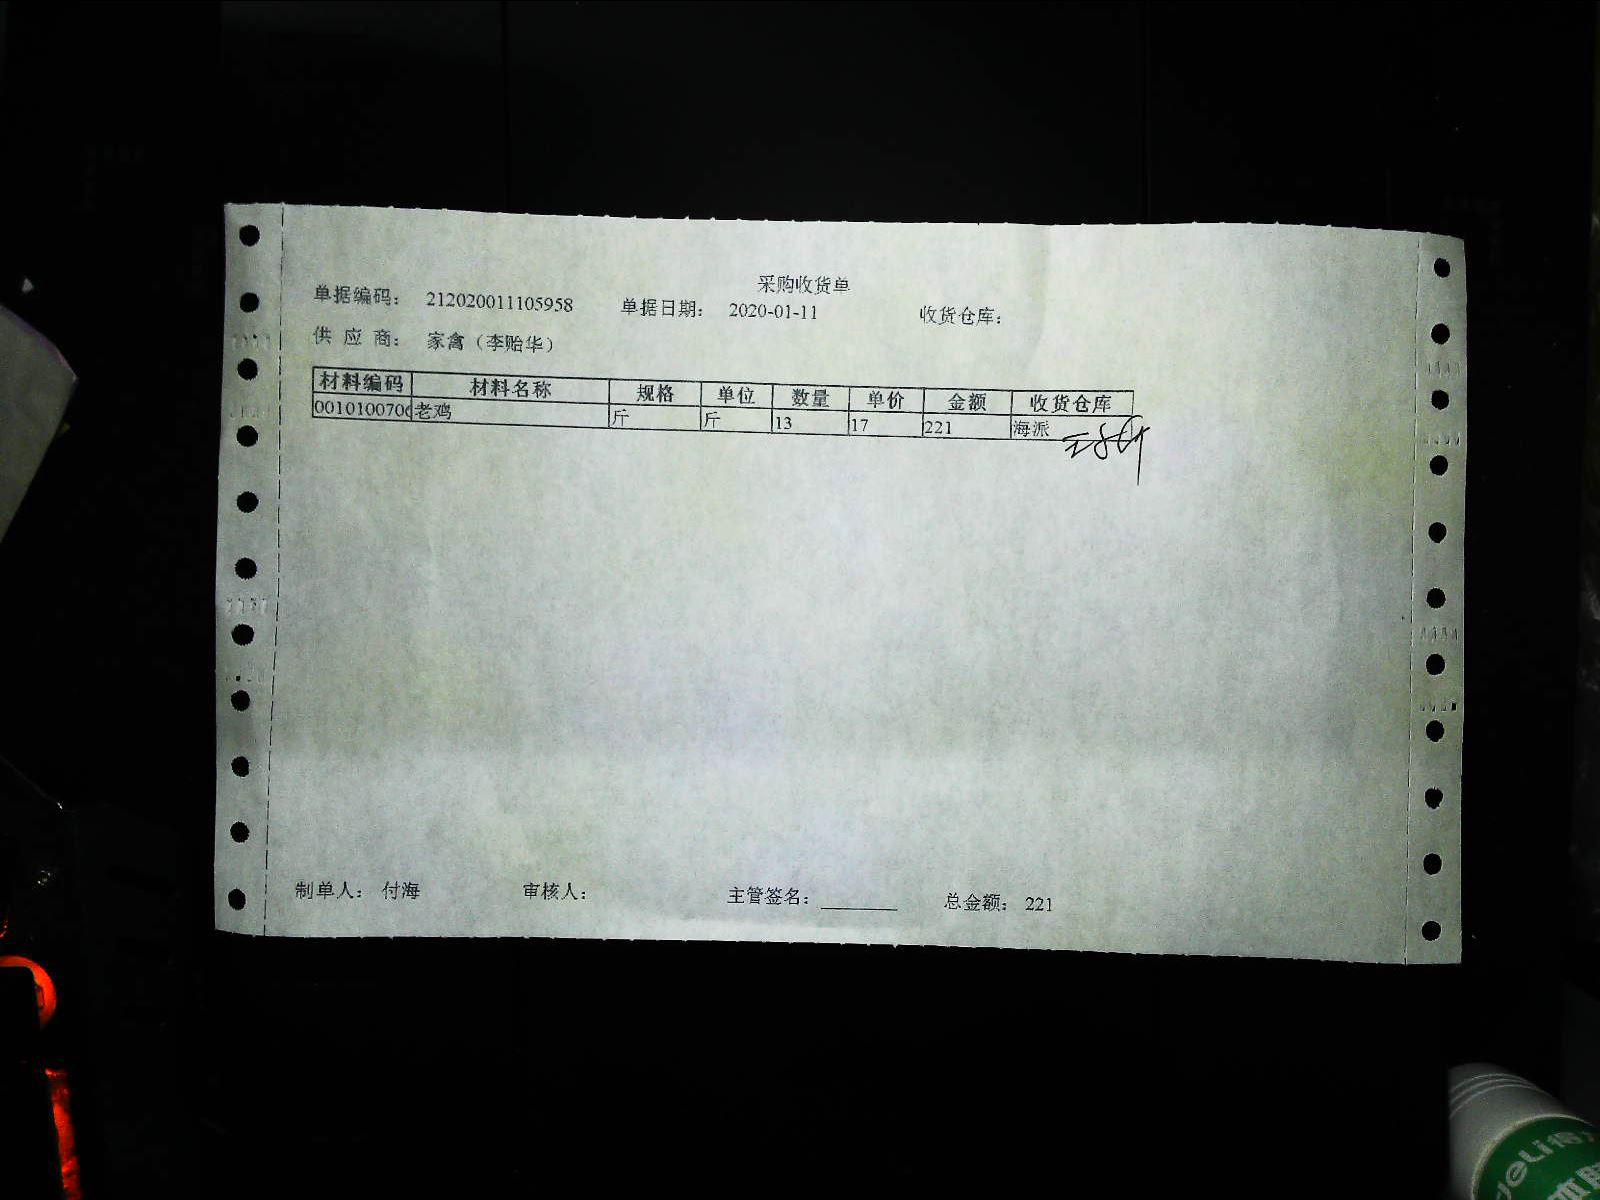 采购收货单
单据编码： 212020011105958 单据日期： 2020-01-11 收货仓库：
供 应 商： 家禽（李贻华）
材料编码 材料名称 规格 单位 数量 单价 金额 收货仓库
0010100700 老鸡 斤 斤 13 17 221 海派
制单人： 付海 审核人： 主管签名： ________ 总金额： 221
deli 得力